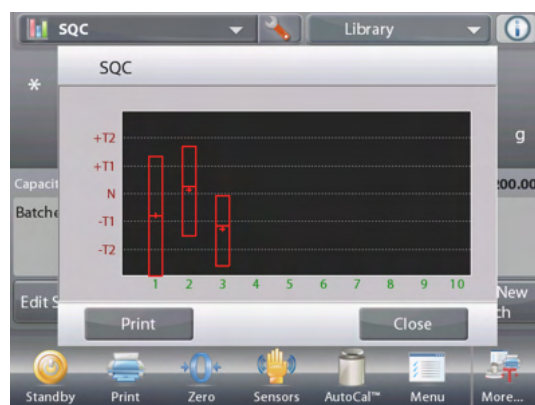 SQC
Library
SQC
*
g
+T2
+T1
N
-T1
-T2
Capacit
200.00
Batche
1 2 3 4 5 6 7 8 9 10
Edit S
New
ch
Print
Close
Standby
Print
Zero
Sensors
AutoCal™
Menu
More...